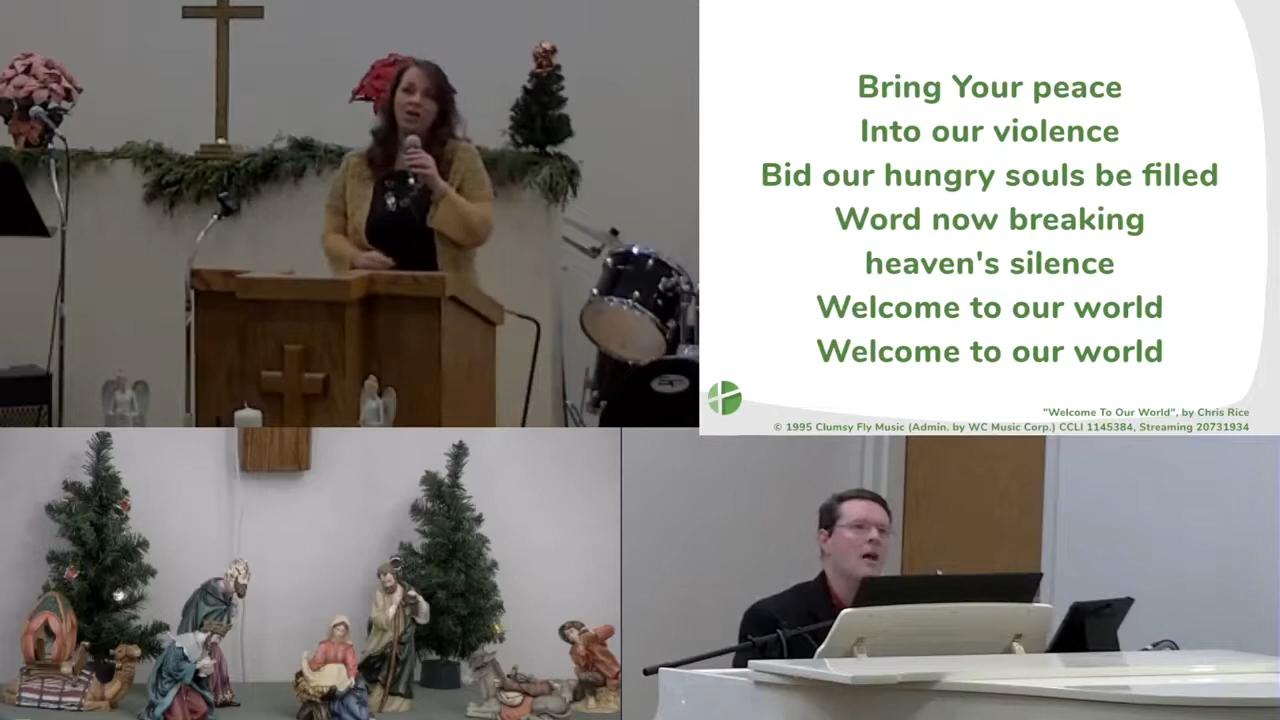 Bring Your peace
Into our violence
Bid our hungry souls be filled
Word now breaking
heaven's silence
Welcome to our world
Welcome to our world
"Welcome To Our World", by Chris Rice
© 1995 Clumsy Fly Music (Admin. by WC Music Corp.) CCLI 1145384, Streaming 20731934